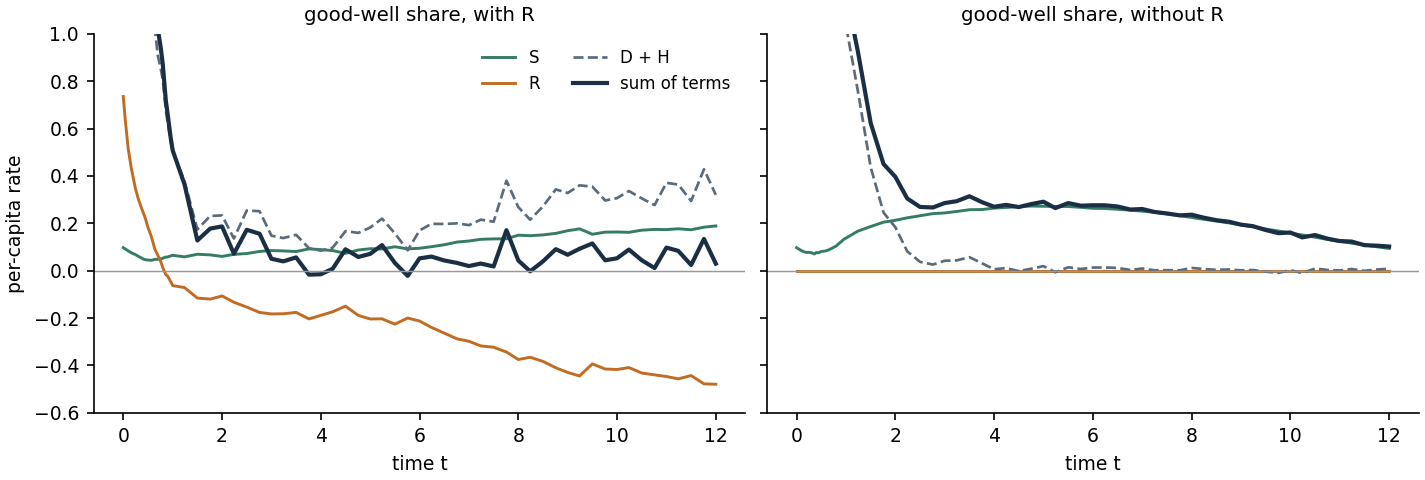 good-well share, with R
good-well share, without R
per-capita rate
1.0
0.8
0.6
0.4
0.2
0.0
−0.2
−0.4
−0.6
S
R
D + H
sum of terms
0 2 4 6 8 10 12
0 2 4 6 8 10 12
time t
time t